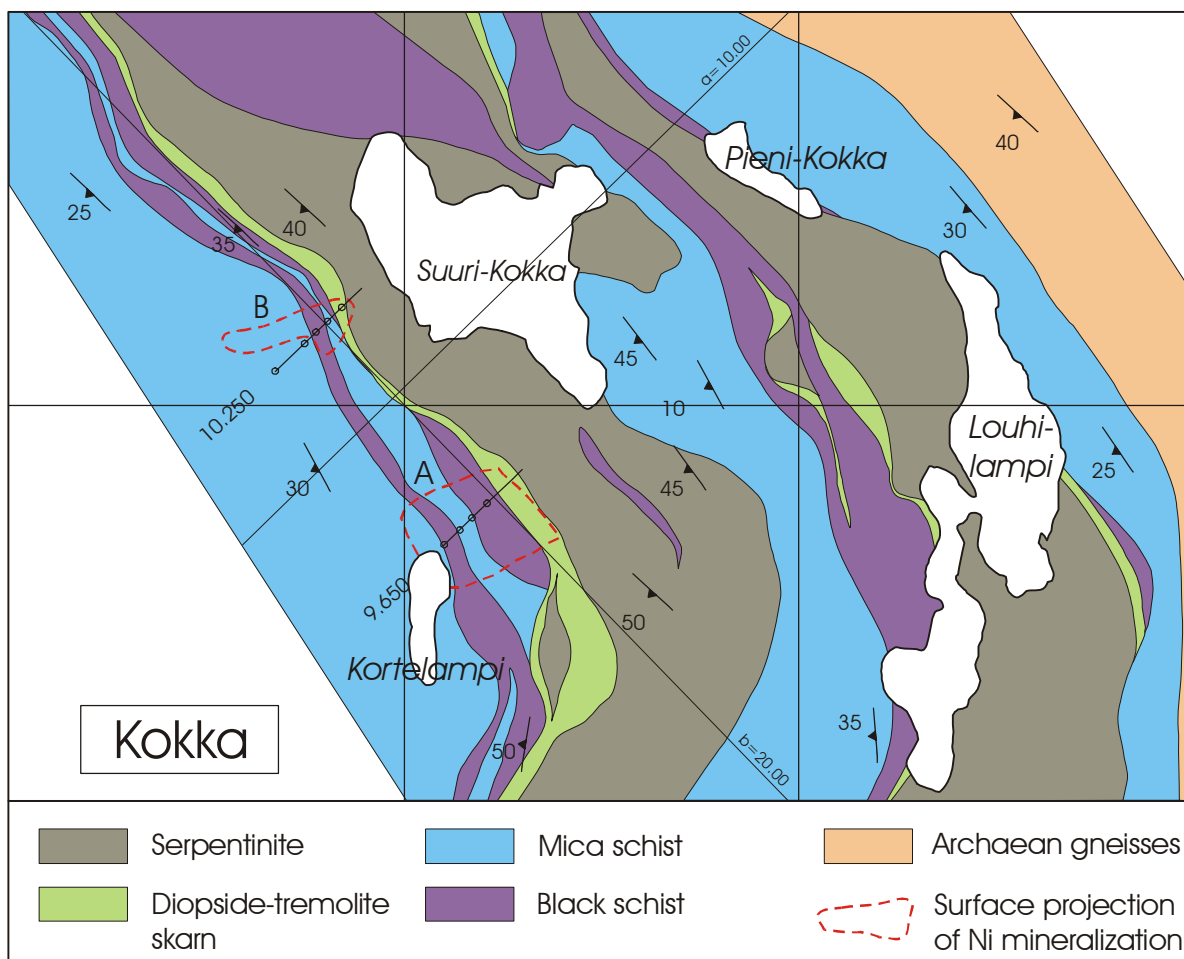 a=10.00
40
Pieni-Kokka
25
40
30
35
Suuri-Kokka
B
45
10
10.250
Louhi-
lampi
A
30
45
25
9.650
50
Kortelampi
35
Kokka
50
b=20.00
Serpentinite
Mica schist
Archaean gneisses
Diopside-tremolite
skarn
Black schist
Surface projection
of Ni mineralization